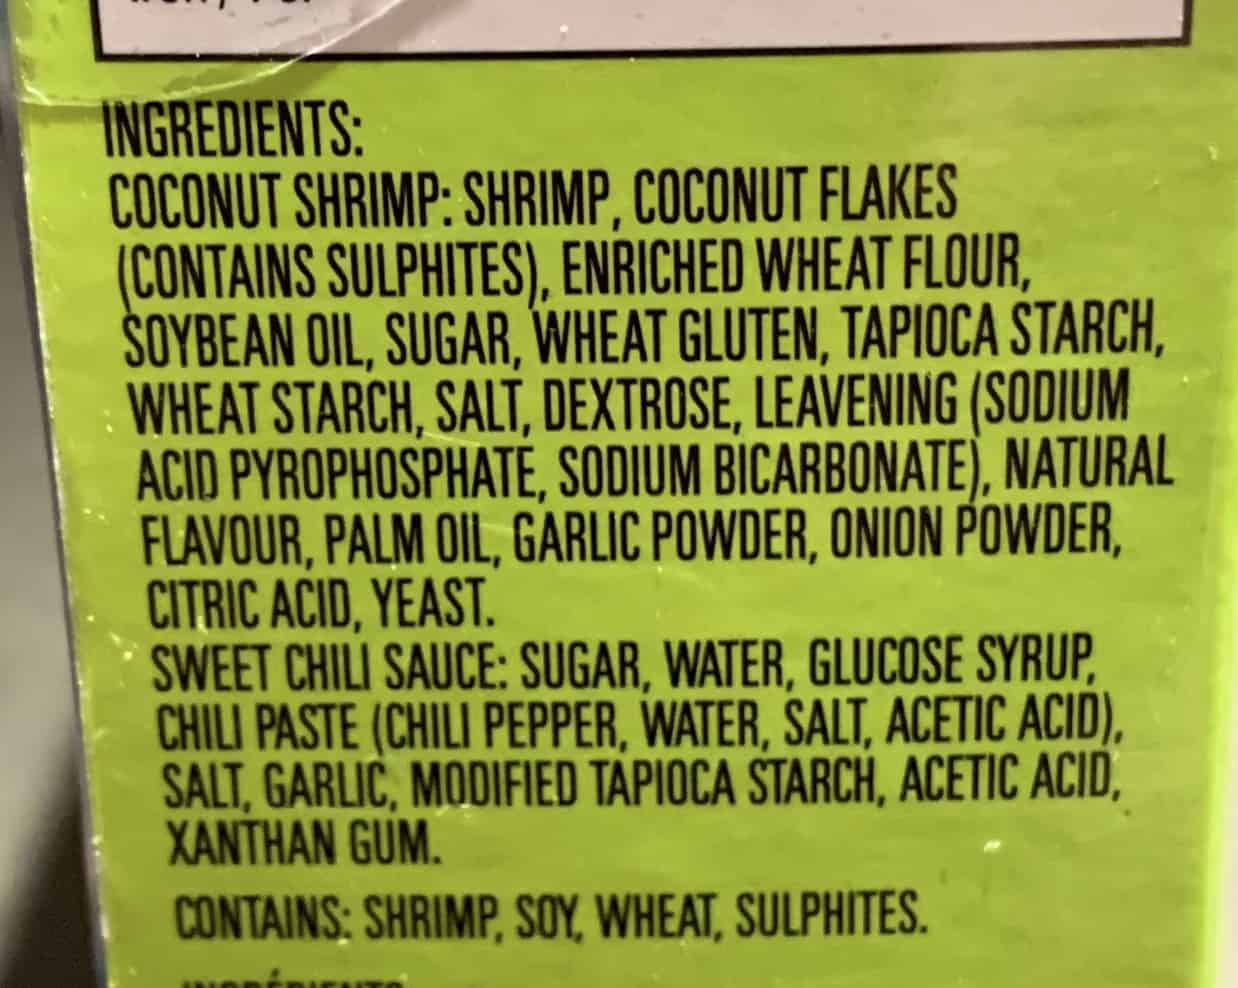 INGREDIENTS:
COCONUT SHRIMP: SHRIMP, COCONUT FLAKES
(CONTAINS SULPHITES), ENRICHED WHEAT FLOUR,
SOYBEAN OIL, SUGAR, WHEAT GLUTEN, TAPIOCA STARCH,
WHEAT STARCH, SALT, DEXTROSE, LEAVENING (SODIUM
ACID PYROPHOSPHATE, SODIUM BICARBONATE), NATURAL
FLAVOUR, PALM OIL, GARLIC POWDER, ONION POWDER,
CITRIC ACID, YEAST.
SWEET CHILI SAUCE: SUGAR, WATER, GLUCOSE SYRUP,
CHILI PASTE (CHILI PEPPER, WATER, SALT, ACETIC ACID),
SALT, GARLIC, MODIFIED TAPIOCA STARCH, ACETIC ACID,
XANTHAN GUM.
CONTAINS: SHRIMP, SOY, WHEAT, SULPHITES.
INGRÉDIENTS